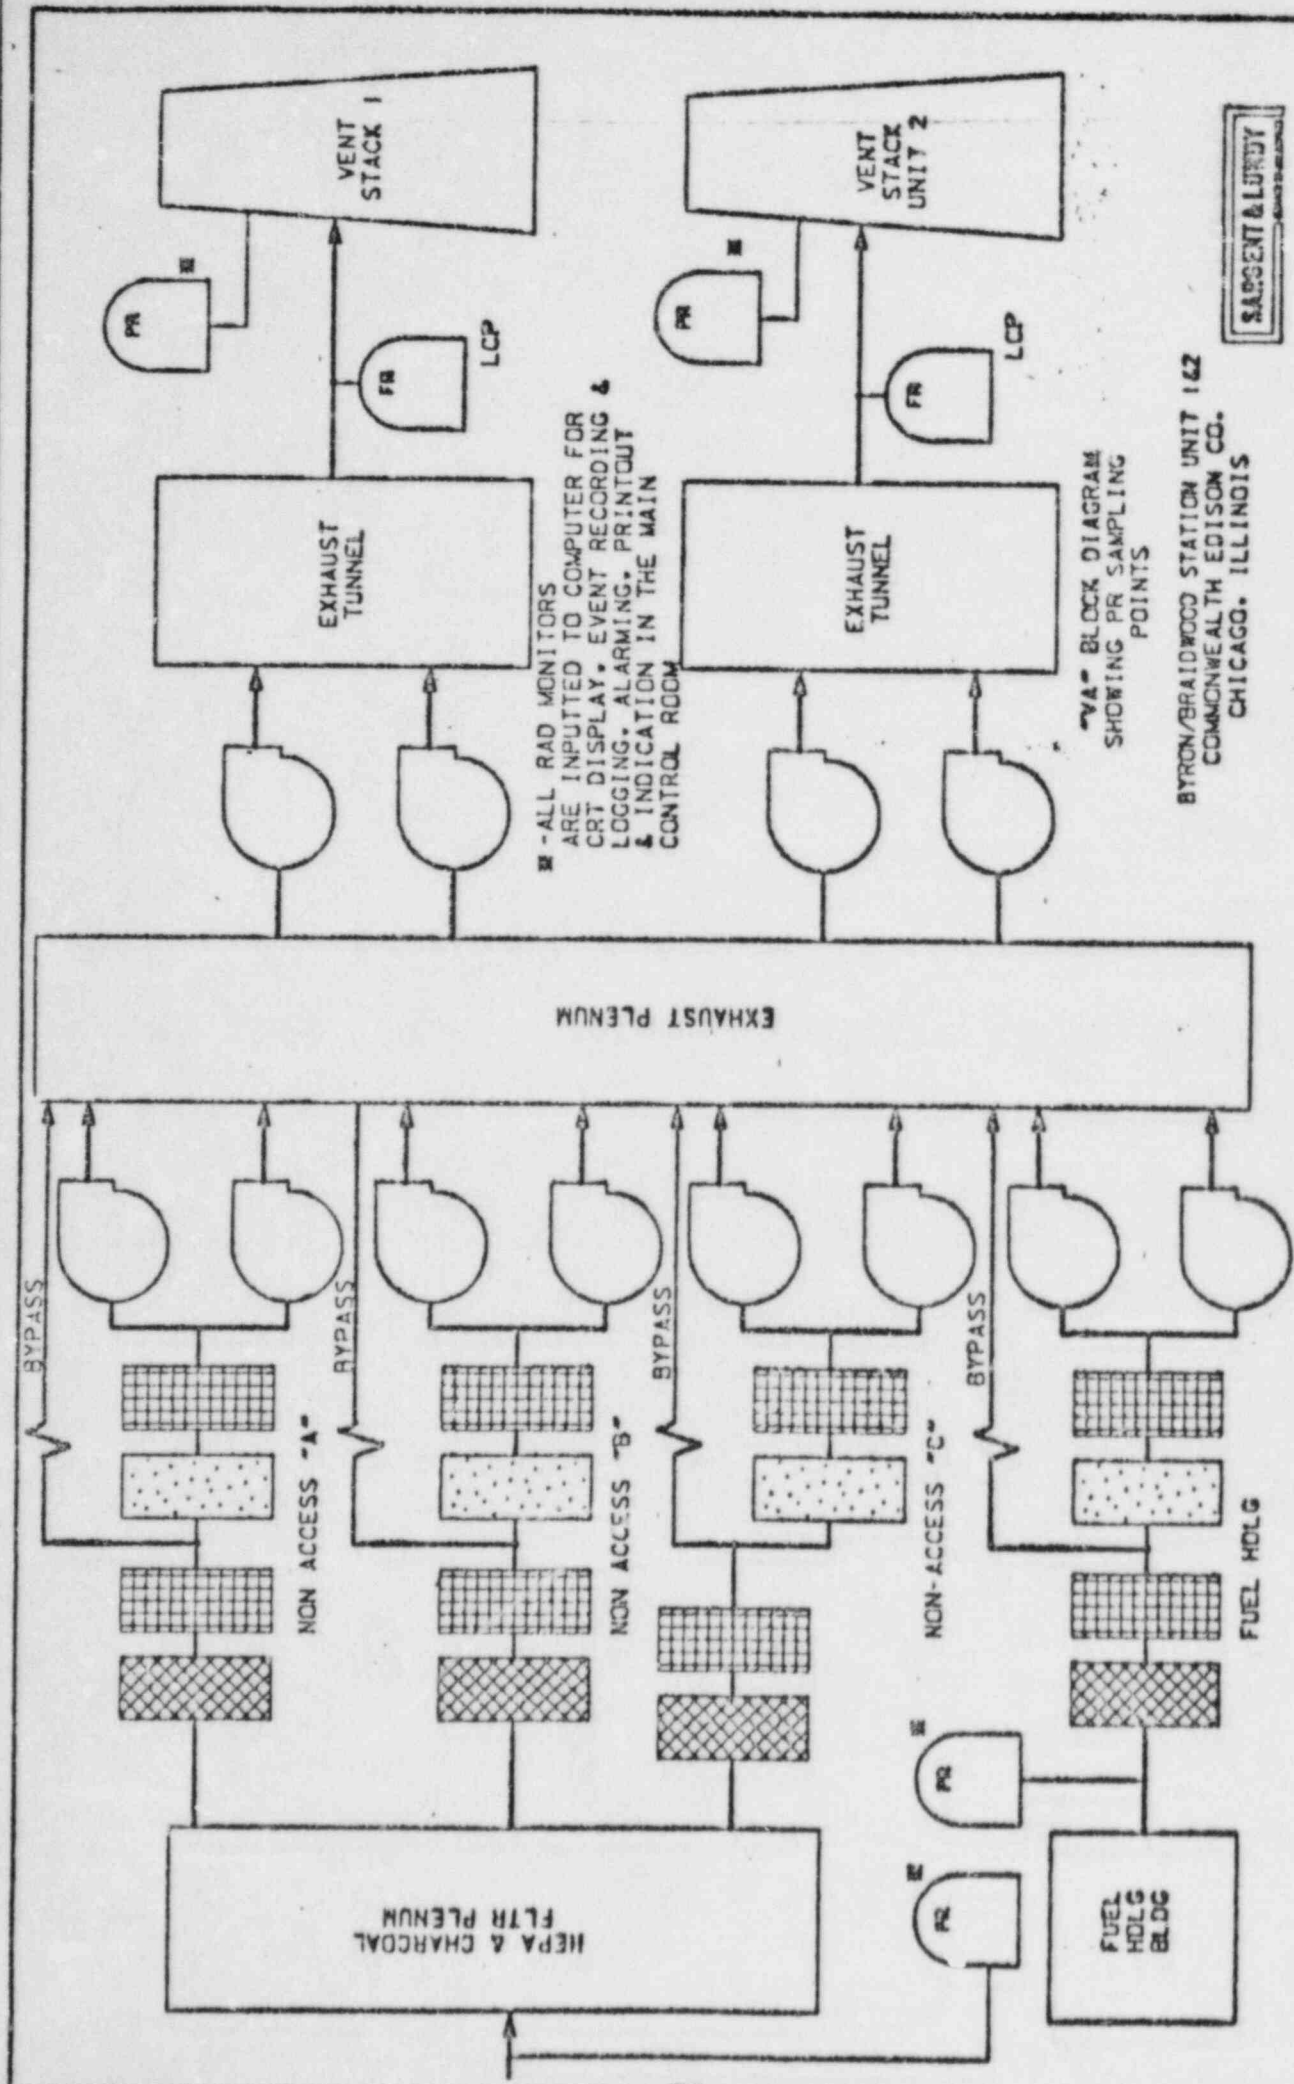 VENT
STACK 1
PR
FR
LCP
EXHAUST
TUNNEL
-ALL RAD MONITORS
ARE INPUTTED TO COMPUTER FOR
CRT DISPLAY. EVENT RECORDING &
LOGGING. ALARMING. PRINTOUT
& INDICATION IN THE MAIN
CONTROL ROOM
VENT
STACK
UNIT 2
PR
FR
LCP
EXHAUST
TUNNEL
EXHAUST PLENUM
BYPASS
NON ACCESS "A"
BYPASS
NON ACCESS "B"
BYPASS
NON-ACCESS "C"
BYPASS
FUEL HDLG
HEPA & CHARCOAL
FLTR PLENUM
PR
PR
FUEL
HDLG
BLDG
"VA" BLOCK DIAGRAM
SHOWING PR SAMPLING
POINTS
BYRON/BRAIDWOOD STATION UNIT 1&2
COMMONWEALTH EDISON CO.
CHICAGO. ILLINOIS
SARGENT & LUNDY